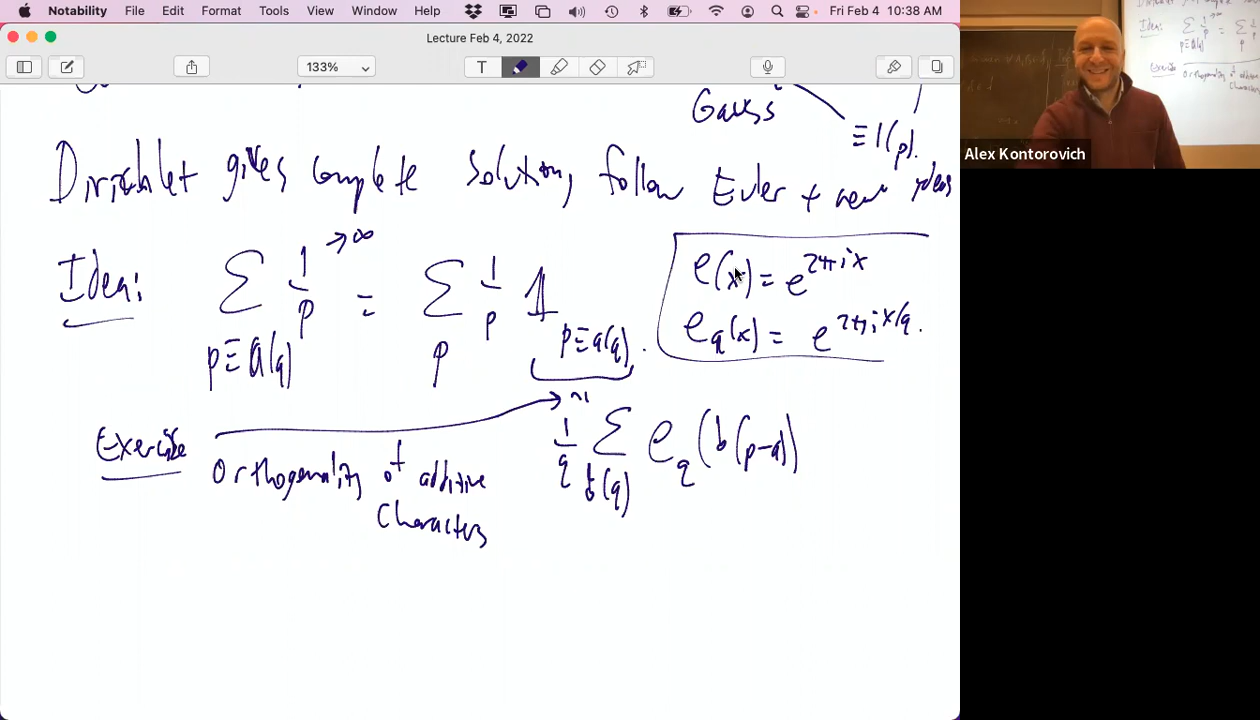 Notability File Edit Format Tools View Window Help Fri Feb 4 10:38 AM
Lecture Feb 4, 2022
133% T
Gauss
≡1(p).
Dirichlet gives complete solution, follow Euler + new ideas
Idea: ∑_{p≡a(q)} 1/p → ∞ = ∑_p 1/p 𝟙_{p≡a(q)}.
e(x) = e^{2πix}
e_q(x) = e^{2πix/q}.
Exercise
Orthogonality of additive
characters
1/q ∑_{b(q)} e_q(b(p-a))
Alex Kontorovich